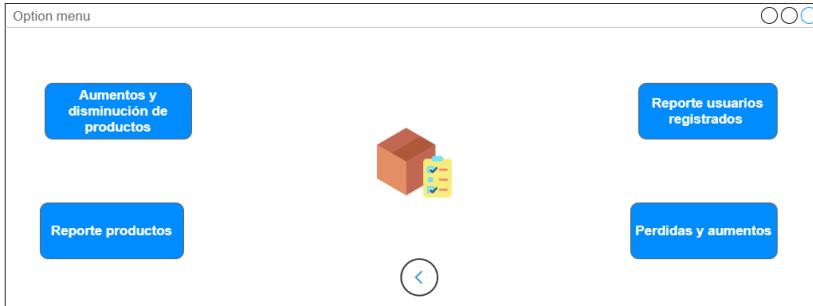 Option menu
Aumentos y
disminución de
productos
Reporte usuarios
registrados
Reporte productos
Perdidas y aumentos